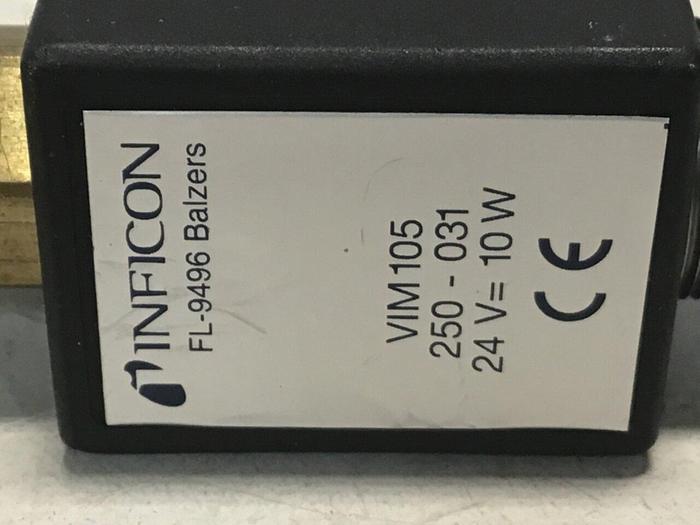 INFICON
FL-9496 Balzers
VIM105
250 - 031
24 V= 10 W
CE